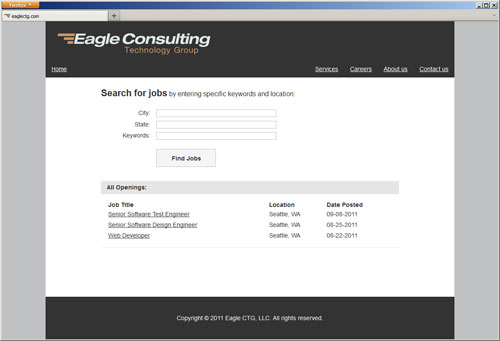 Firefox
eaglectg.com
Eagle Consulting
Technology Group
Home Services Careers About us Contact us
Search for jobs by entering specific keywords and location:
City:
State:
Keywords:
Find Jobs
All Openings:
Job Title Location Date Posted
Senior Software Test Engineer Seattle, WA 09-06-2011
Senior Software Design Engineer Seattle, WA 08-25-2011
Web Developer Seattle, WA 08-22-2011
Copyright © 2011 Eagle CTG, LLC. All rights reserved.